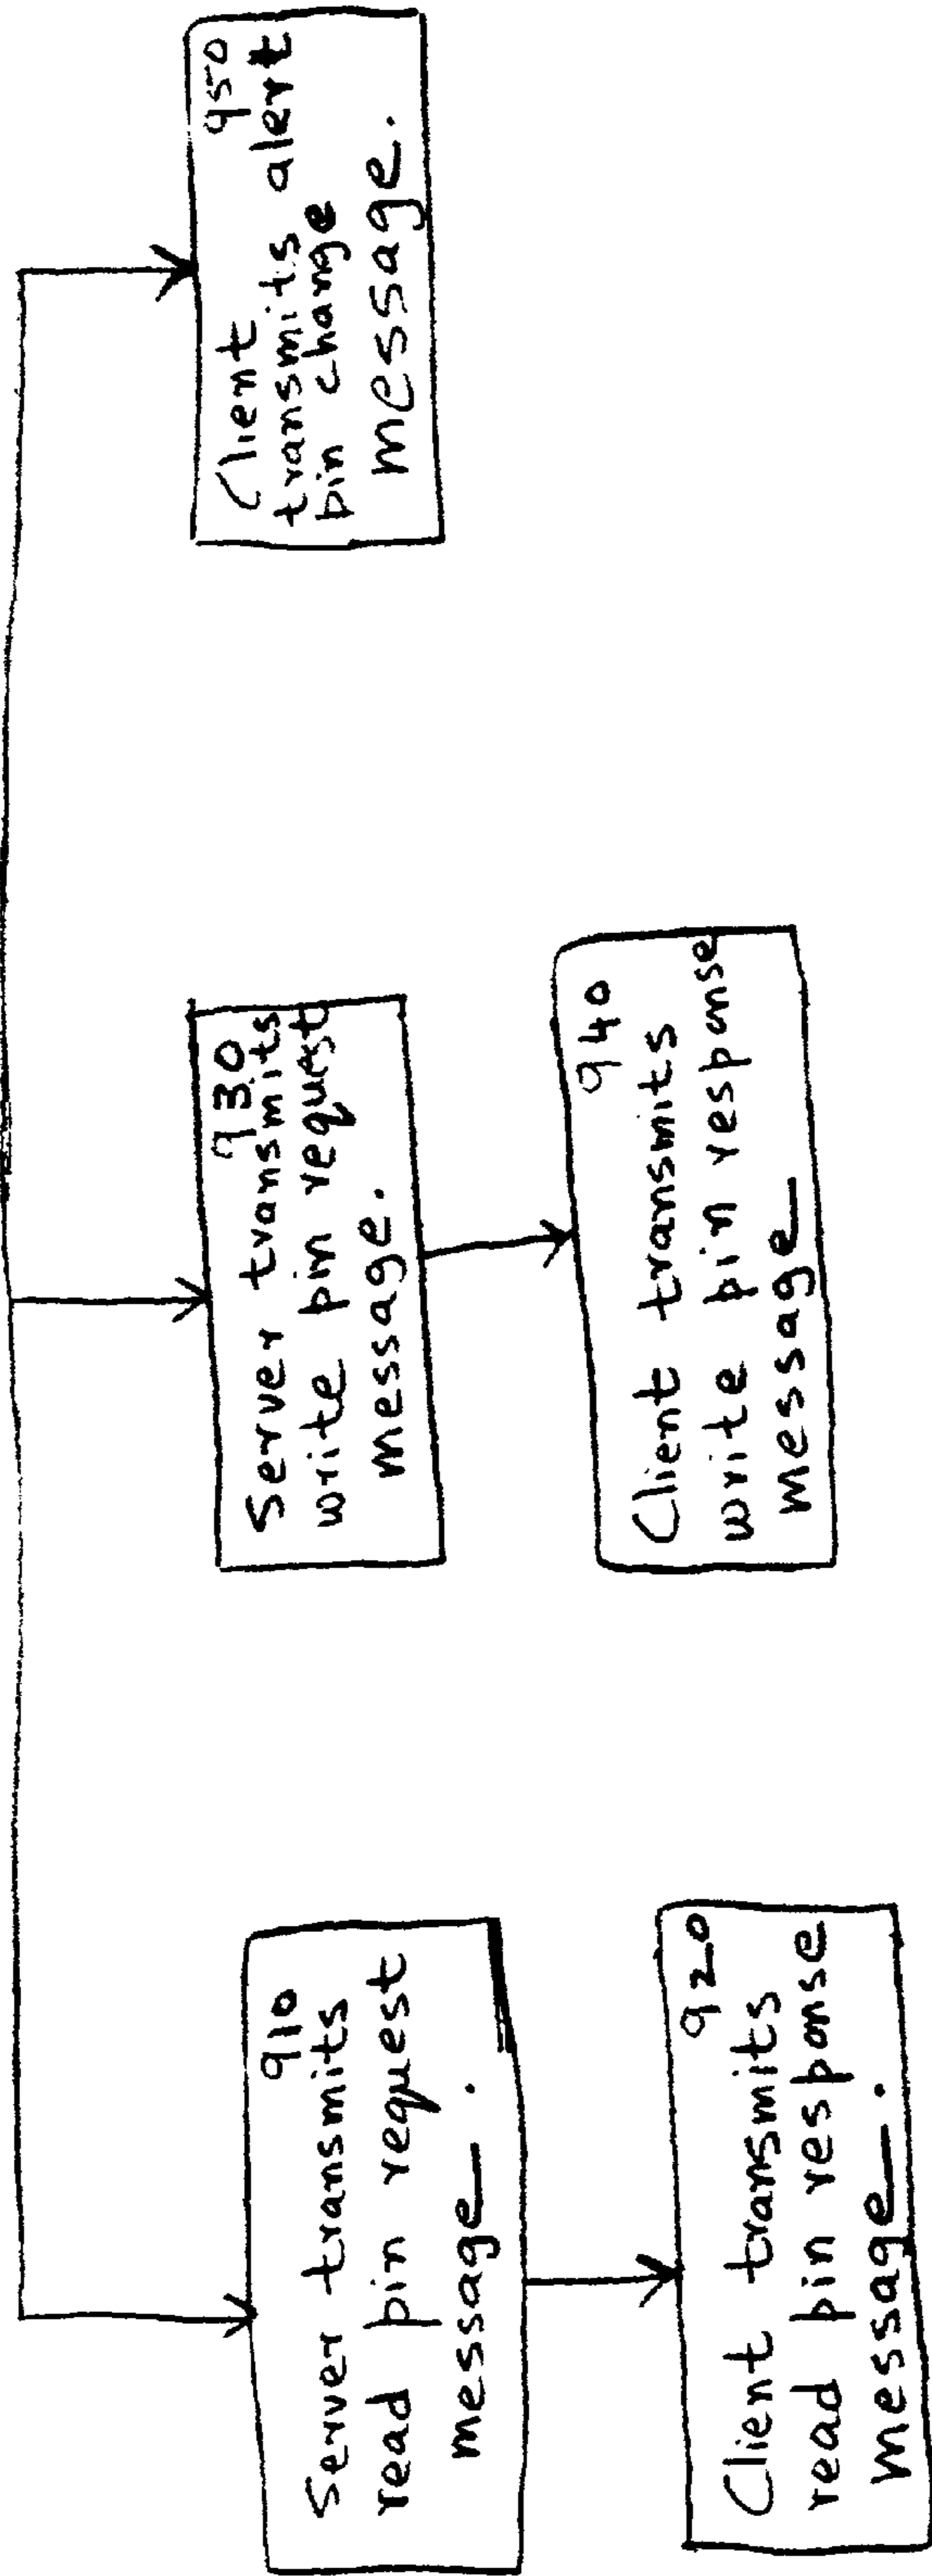 910
Server transmits
read pin request
message.
920
Client transmits
read pin response
message.
930
Server transmits
write pin request
message.
940
Client transmits
write pin response
message
950
Client
transmits alert
pin change
message.